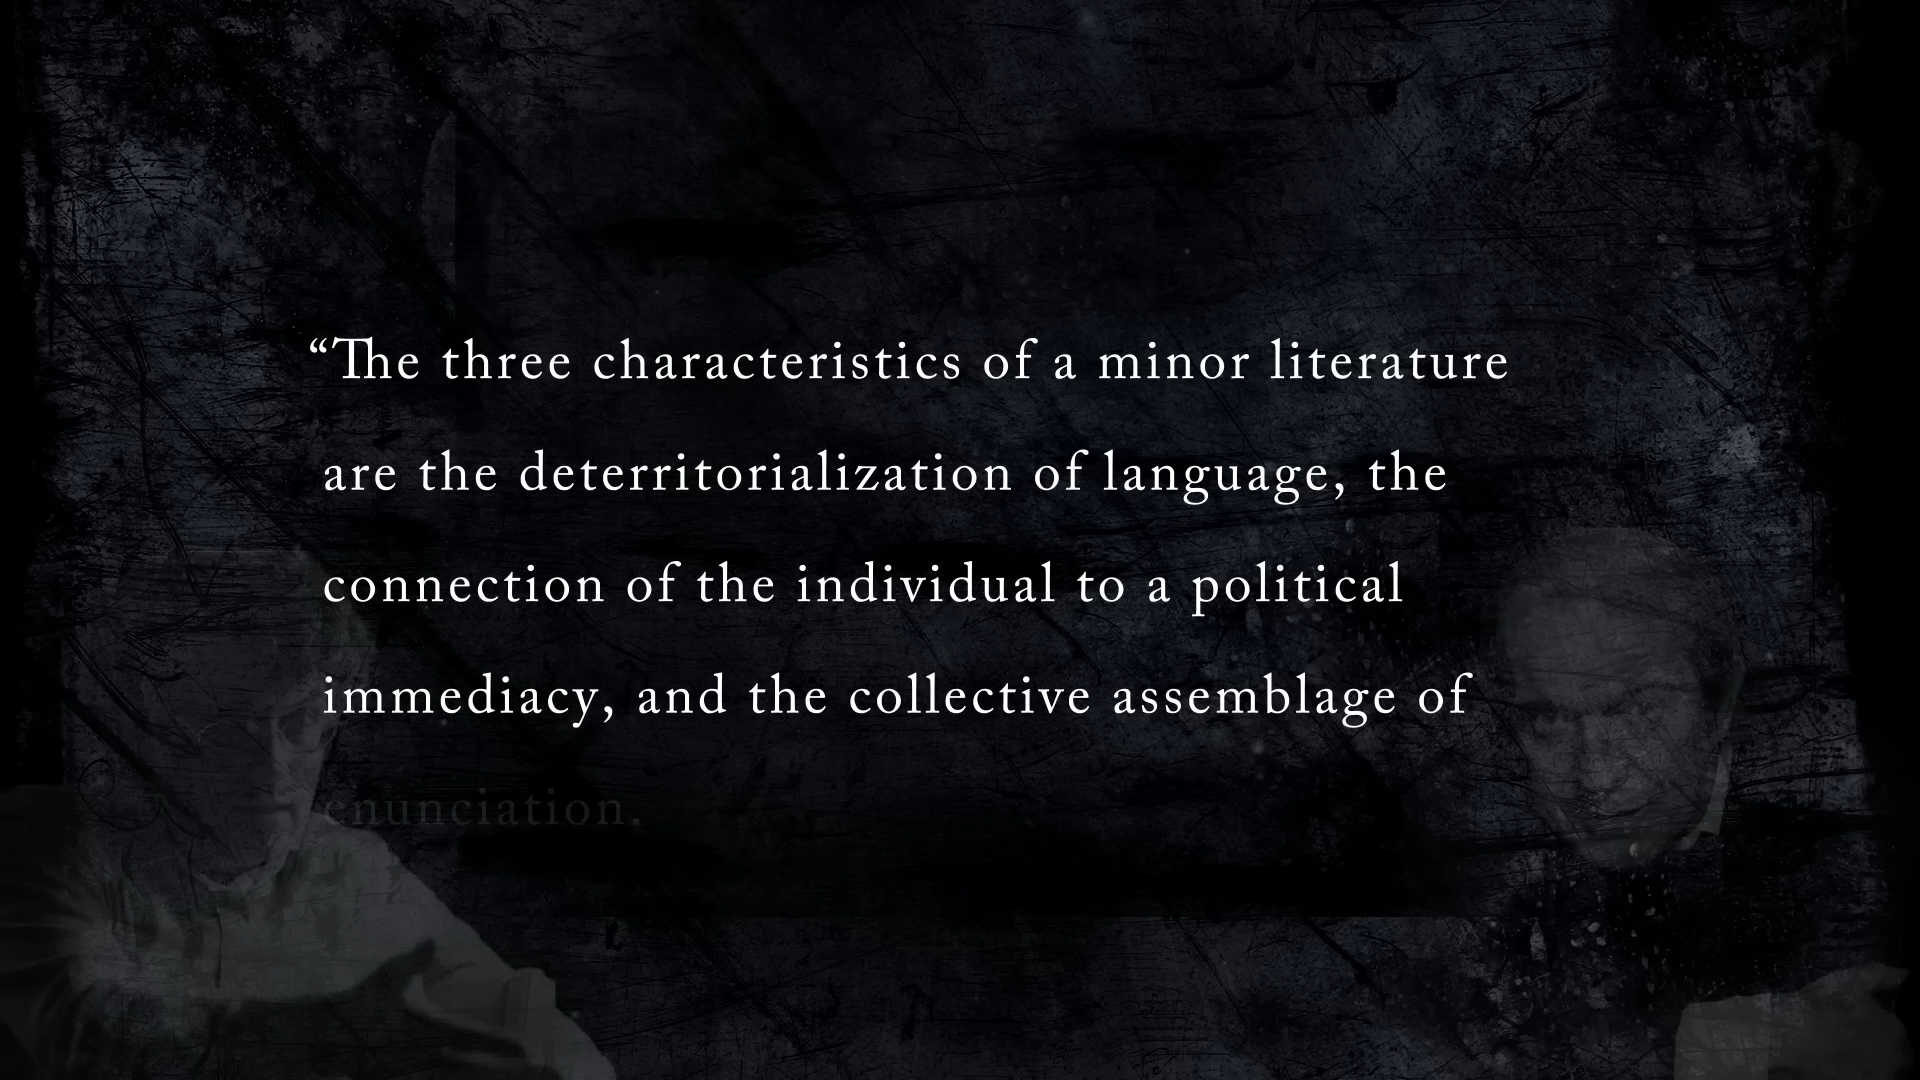 “The three characteristics of a minor literature
are the deterritorialization of language, the
connection of the individual to a political
immediacy, and the collective assemblage of
enunciation.